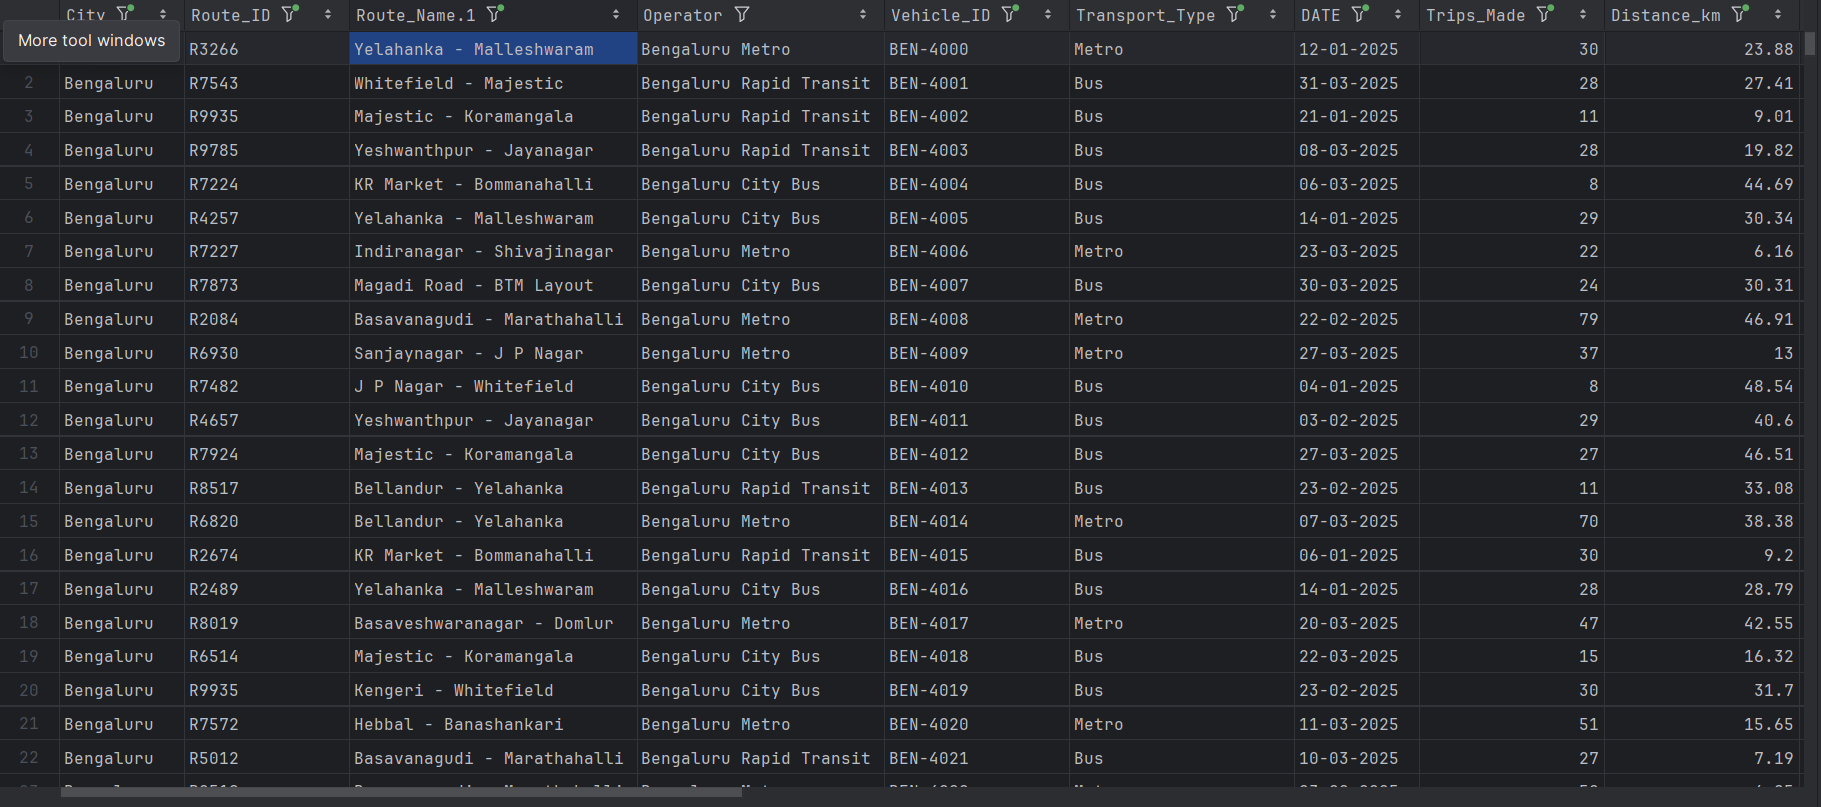 City Route_ID Route_Name.1 Operator Vehicle_ID Transport_Type DATE Trips_Made Distance_km
More tool windows
R3266 Yelahanka - Malleshwaram Bengaluru Metro BEN-4000 Metro 12-01-2025 30 23.88
2 Bengaluru R7543 Whitefield - Majestic Bengaluru Rapid Transit BEN-4001 Bus 31-03-2025 28 27.41
3 Bengaluru R9935 Majestic - Koramangala Bengaluru Rapid Transit BEN-4002 Bus 21-01-2025 11 9.01
4 Bengaluru R9785 Yeshwanthpur - Jayanagar Bengaluru Rapid Transit BEN-4003 Bus 08-03-2025 28 19.82
5 Bengaluru R7224 KR Market - Bommanahalli Bengaluru City Bus BEN-4004 Bus 06-03-2025 8 44.69
6 Bengaluru R4257 Yelahanka - Malleshwaram Bengaluru City Bus BEN-4005 Bus 14-01-2025 29 30.34
7 Bengaluru R7227 Indiranagar - Shivajinagar Bengaluru Metro BEN-4006 Metro 23-03-2025 22 6.16
8 Bengaluru R7873 Magadi Road - BTM Layout Bengaluru City Bus BEN-4007 Bus 30-03-2025 24 30.31
9 Bengaluru R2084 Basavanagudi - Marathahalli Bengaluru Metro BEN-4008 Metro 22-02-2025 79 46.91
10 Bengaluru R6930 Sanjaynagar - J P Nagar Bengaluru Metro BEN-4009 Metro 27-03-2025 37 13
11 Bengaluru R7482 J P Nagar - Whitefield Bengaluru City Bus BEN-4010 Bus 04-01-2025 8 48.54
12 Bengaluru R4657 Yeshwanthpur - Jayanagar Bengaluru City Bus BEN-4011 Bus 03-02-2025 29 40.6
13 Bengaluru R7924 Majestic - Koramangala Bengaluru City Bus BEN-4012 Bus 27-03-2025 27 46.51
14 Bengaluru R8517 Bellandur - Yelahanka Bengaluru Rapid Transit BEN-4013 Bus 23-02-2025 11 33.08
15 Bengaluru R6820 Bellandur - Yelahanka Bengaluru Metro BEN-4014 Metro 07-03-2025 70 38.38
16 Bengaluru R2674 KR Market - Bommanahalli Bengaluru Rapid Transit BEN-4015 Bus 06-01-2025 30 9.2
17 Bengaluru R2489 Yelahanka - Malleshwaram Bengaluru City Bus BEN-4016 Bus 14-01-2025 28 28.79
18 Bengaluru R8019 Basaveshwaranagar - Domlur Bengaluru Metro BEN-4017 Metro 20-03-2025 47 42.55
19 Bengaluru R6514 Majestic - Koramangala Bengaluru City Bus BEN-4018 Bus 22-03-2025 15 16.32
20 Bengaluru R9935 Kengeri - Whitefield Bengaluru City Bus BEN-4019 Bus 23-02-2025 30 31.7
21 Bengaluru R7572 Hebbal - Banashankari Bengaluru Metro BEN-4020 Metro 11-03-2025 51 15.65
22 Bengaluru R5012 Basavanagudi - Marathahalli Bengaluru Rapid Transit BEN-4021 Bus 10-03-2025 27 7.19